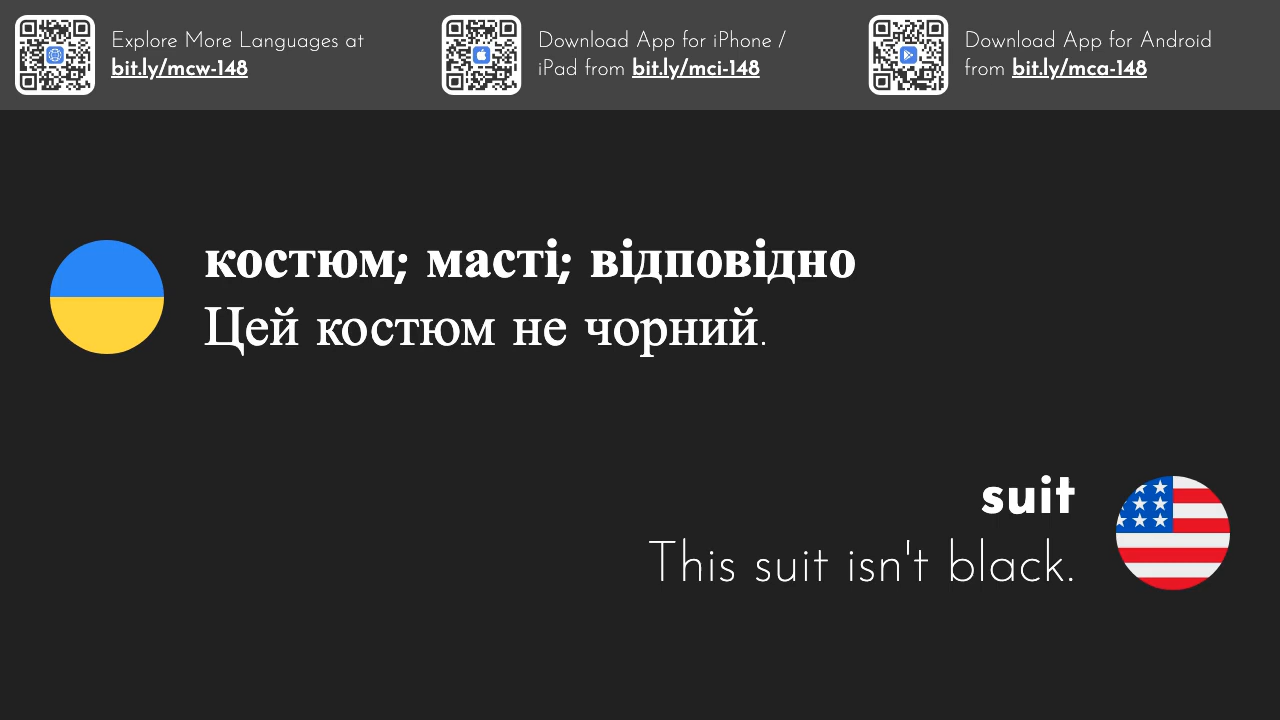 Explore More Languages at
bit.ly/mcw-148
Download App for iPhone /
iPad from bit.ly/mci-148
Download App for Android
from bit.ly/mca-148
костюм; масті; відповідно
Цей костюм не чорний.
suit
This suit isn't black.